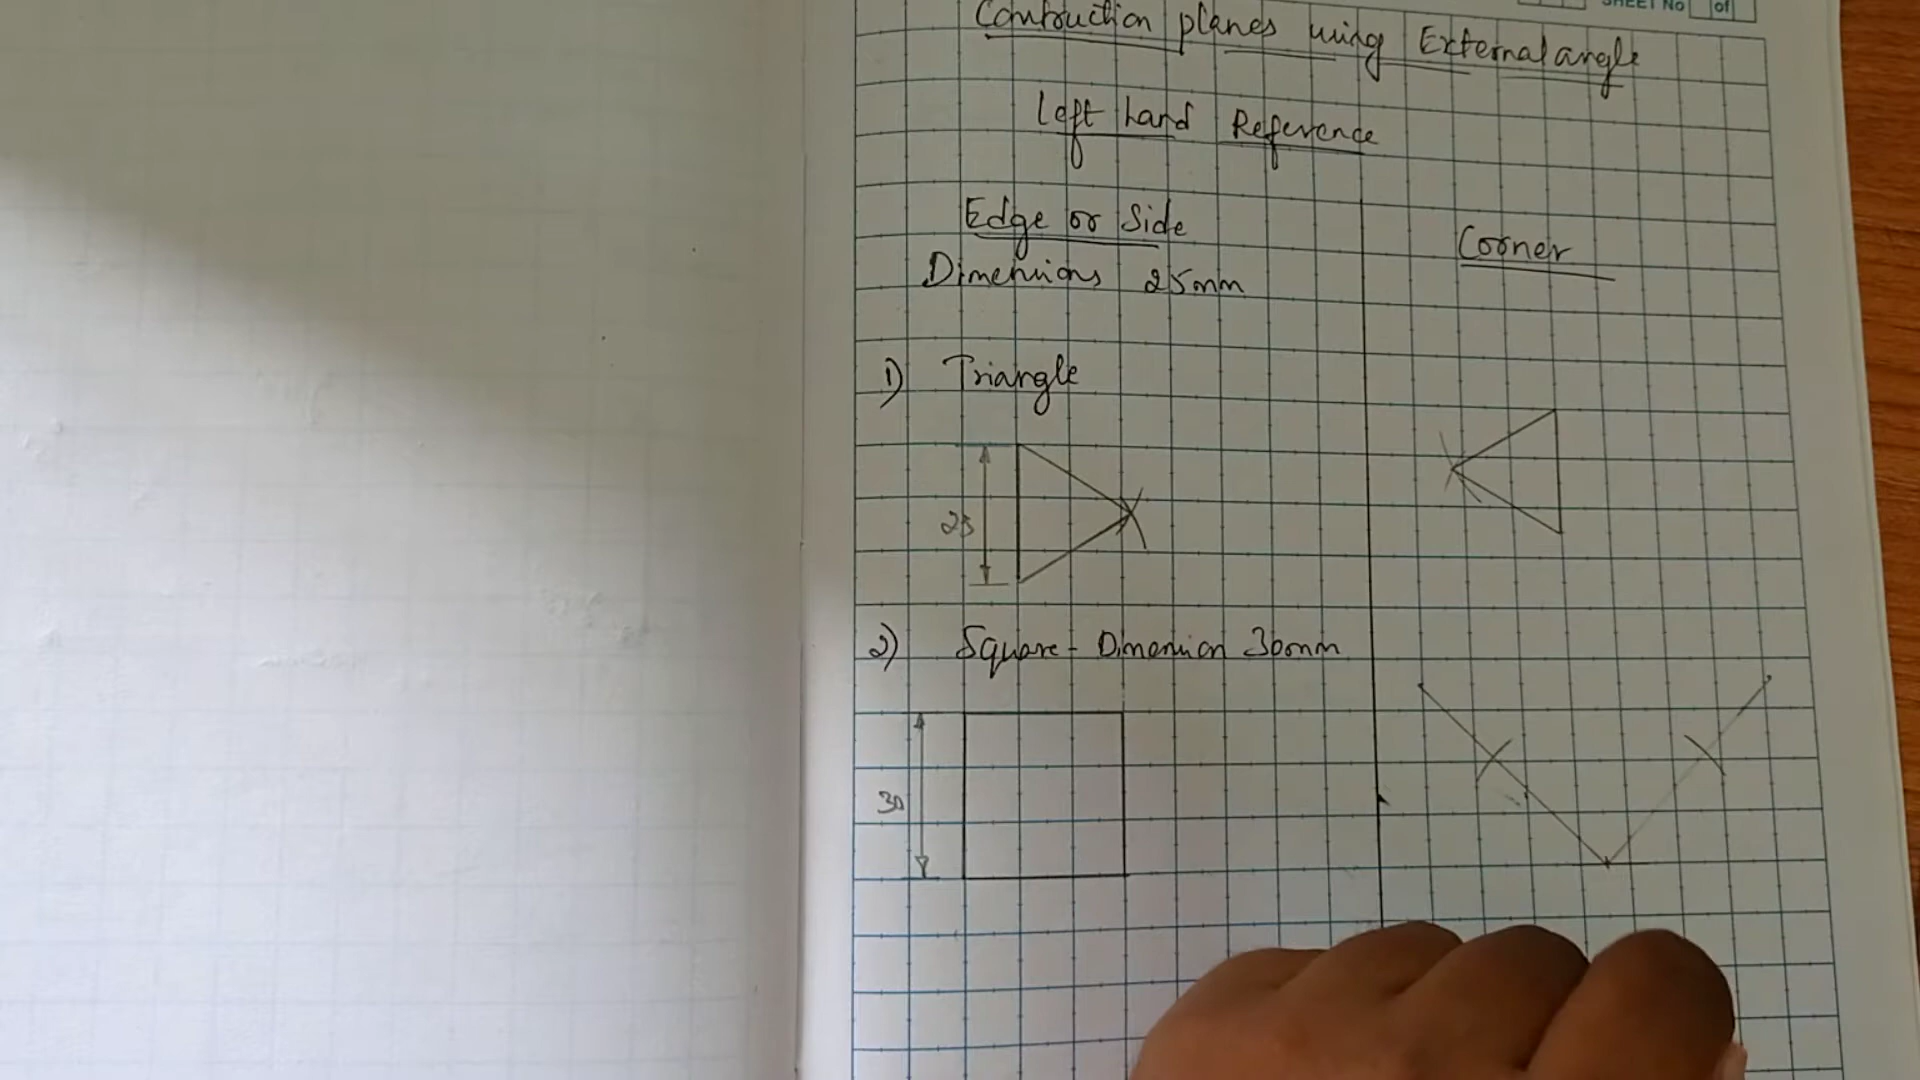 SHEET No of
Construction planes using External angle
Left hand Reference
Edge or Side
Corner
Dimensions 25mm
1) Triangle
25
2) Square - Dimension 30mm
30